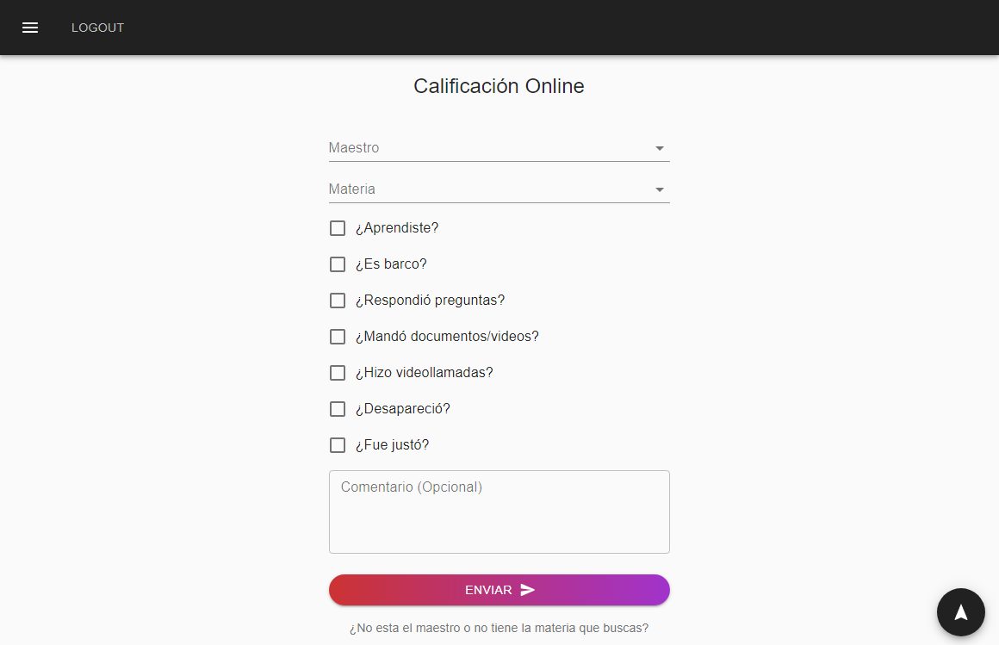 LOGOUT
Calificación Online
Maestro
Materia
¿Aprendiste?
¿Es barco?
¿Respondió preguntas?
¿Mandó documentos/videos?
¿Hizo videollamadas?
¿Desapareció?
¿Fue justó?
Comentario (Opcional)
ENVIAR
¿No esta el maestro o no tiene la materia que buscas?